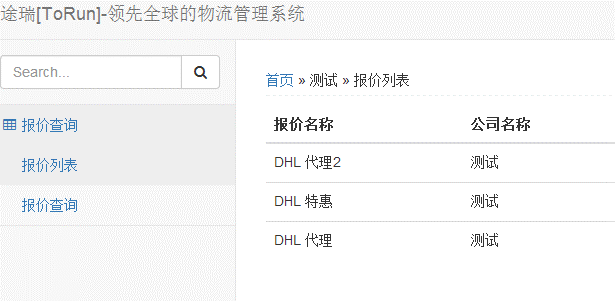 途瑞[ToRun]-领先全球的物流管理系统
Search...
报价查询
报价列表
报价查询
首页 » 测试 » 报价列表
报价名称 公司名称
DHL 代理2 测试
DHL 特惠 测试
DHL 代理 测试